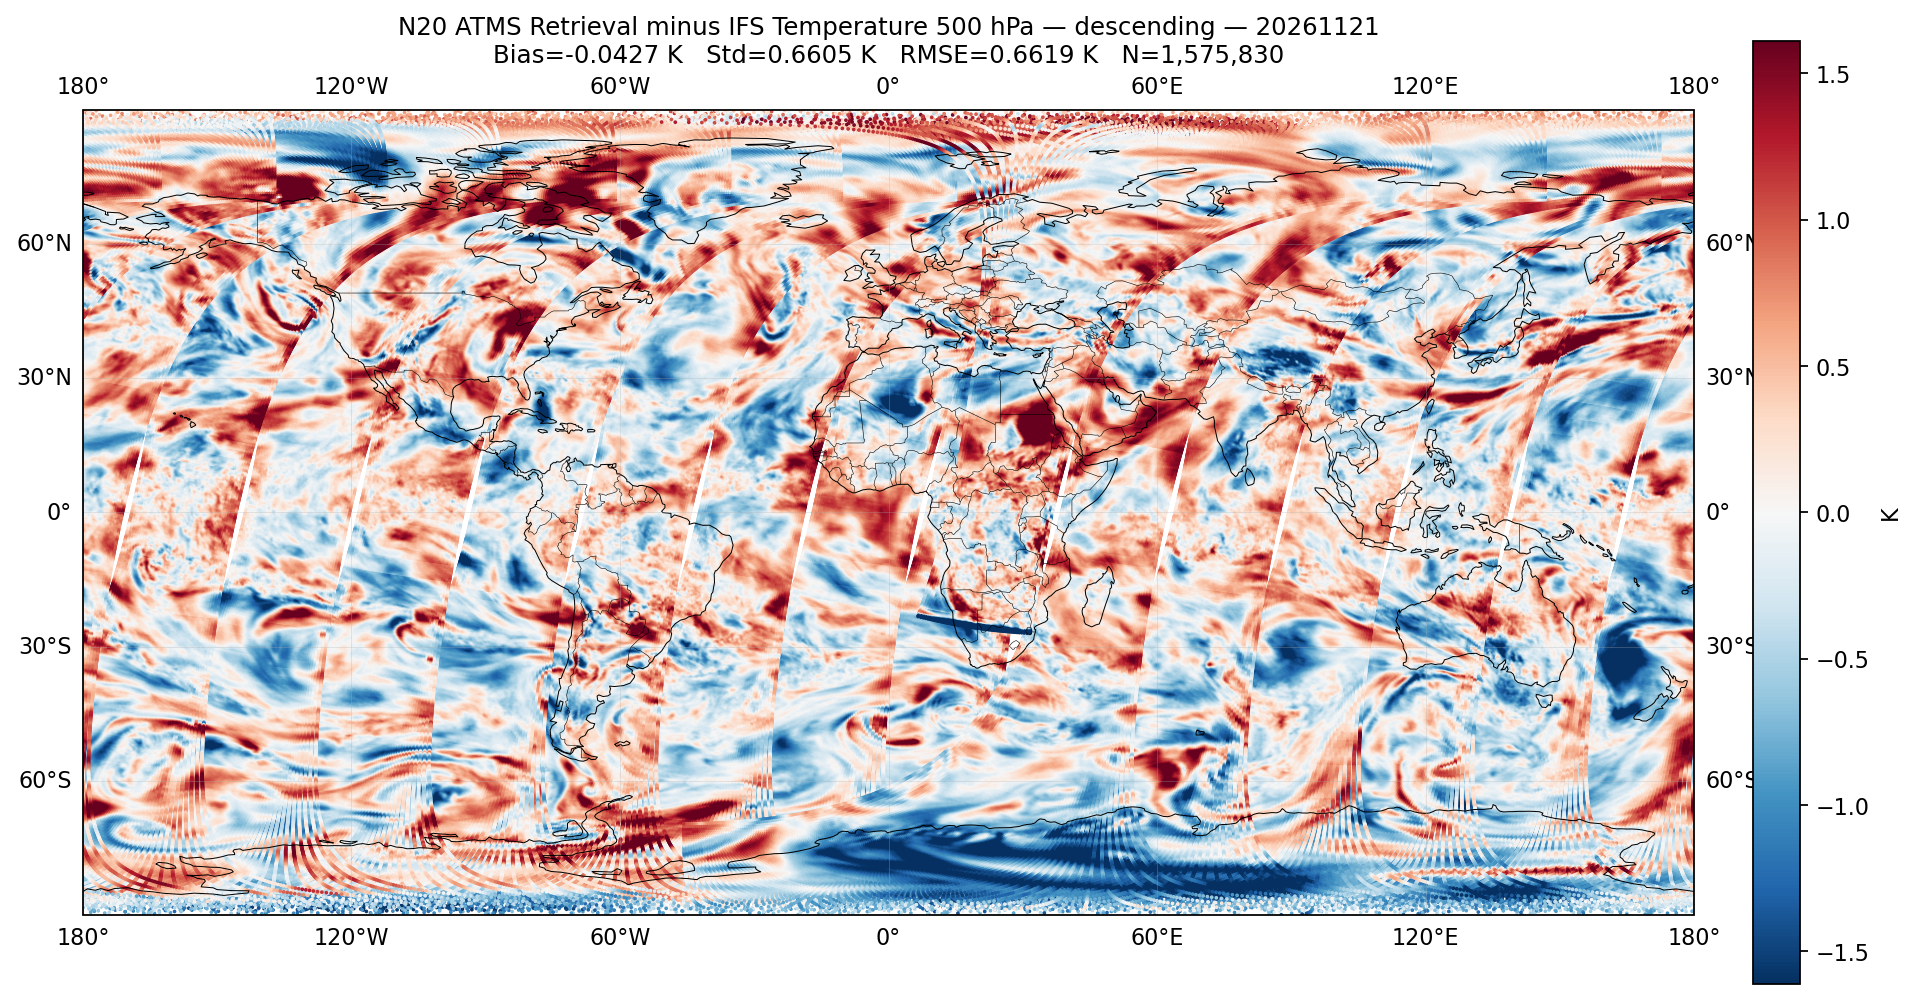 N20 ATMS Retrieval minus IFS Temperature 500 hPa — descending — 20261121
Bias=-0.0427 K   Std=0.6605 K   RMSE=0.6619 K   N=1,575,830
180° 120°W 60°W 0° 60°E 120°E 180°
60°N 60°N
30°N 30°N
0° 0°
30°S 30°S
60°S 60°S
180° 120°W 60°W 0° 60°E 120°E 180°
1.5
1.0
0.5
0.0
−0.5
−1.0
−1.5
K